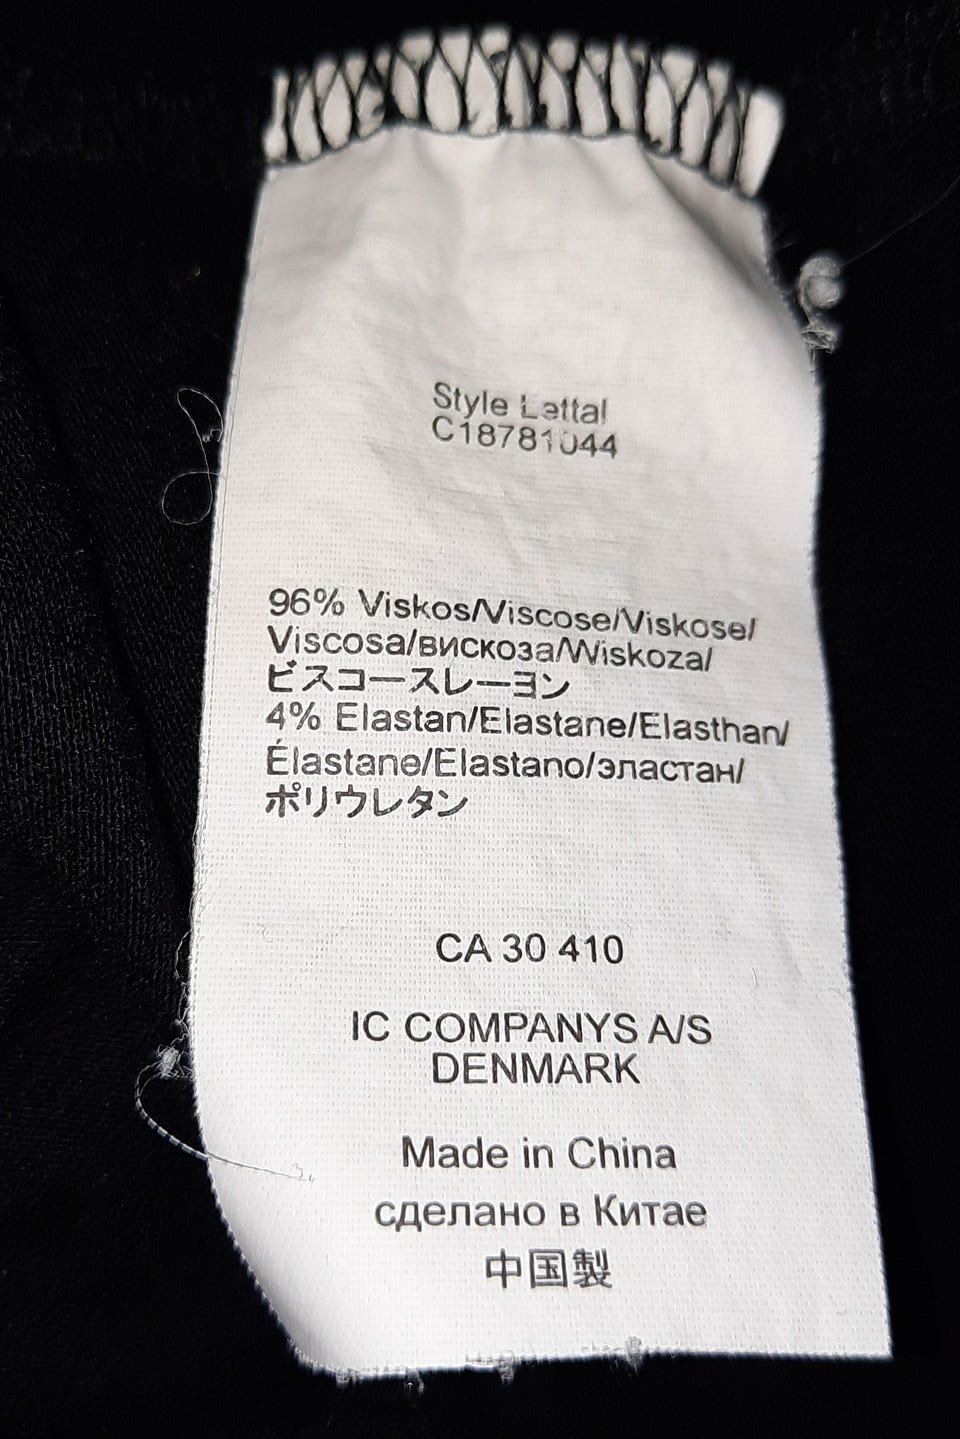 Style Lettal
C18781044
96% Viskos/Viscose/Viskose/
Viscosa/вискоза/Wiskoza/
ビスコースレーヨン
4% Elastan/Elastane/Elasthan/
Élastane/Elastano/эластан/
ポリウレタン
CA 30 410
IC COMPANYS A/S
DENMARK
Made in China
сделано в Китае
中国製